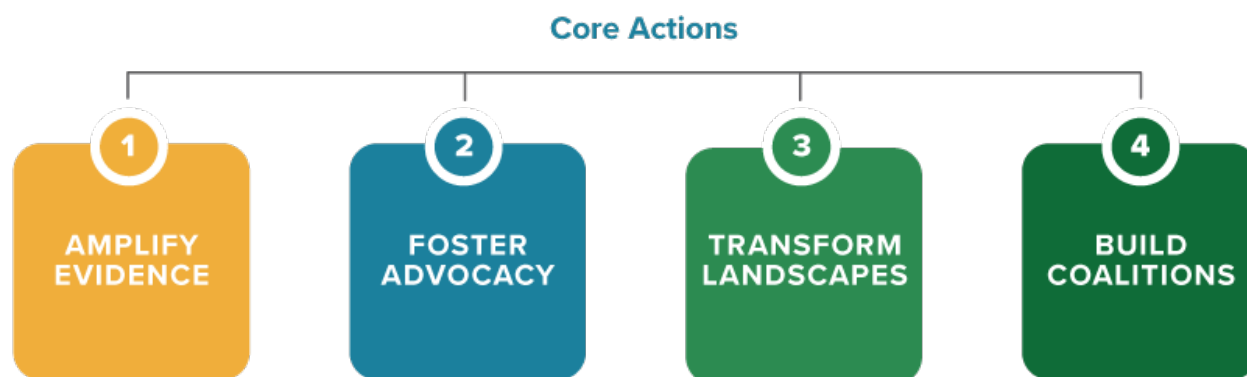 Core Actions
1
AMPLIFY
EVIDENCE
2
FOSTER
ADVOCACY
3
TRANSFORM
LANDSCAPES
4
BUILD
COALITIONS